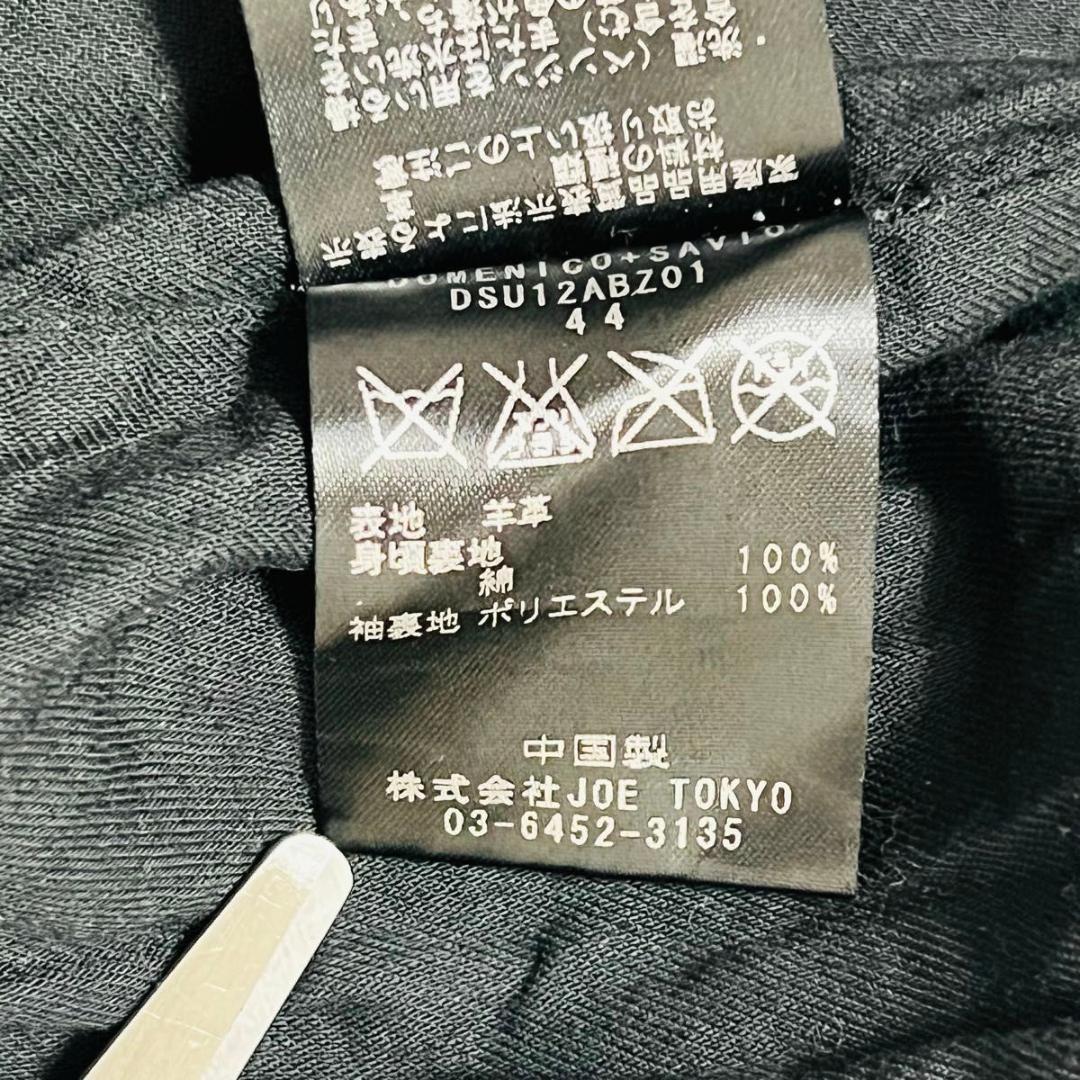 家庭用品品質表示法による表示
材料の種類
羊革
お取り扱い上のご注意
DOMENICO+SAVIO
DSU12ABZ01
44
表地 羊革
身頃裏地
綿 100%
袖裏地 ポリエステル 100%
中国製
株式会社JOE TOKYO
03-6452-3135